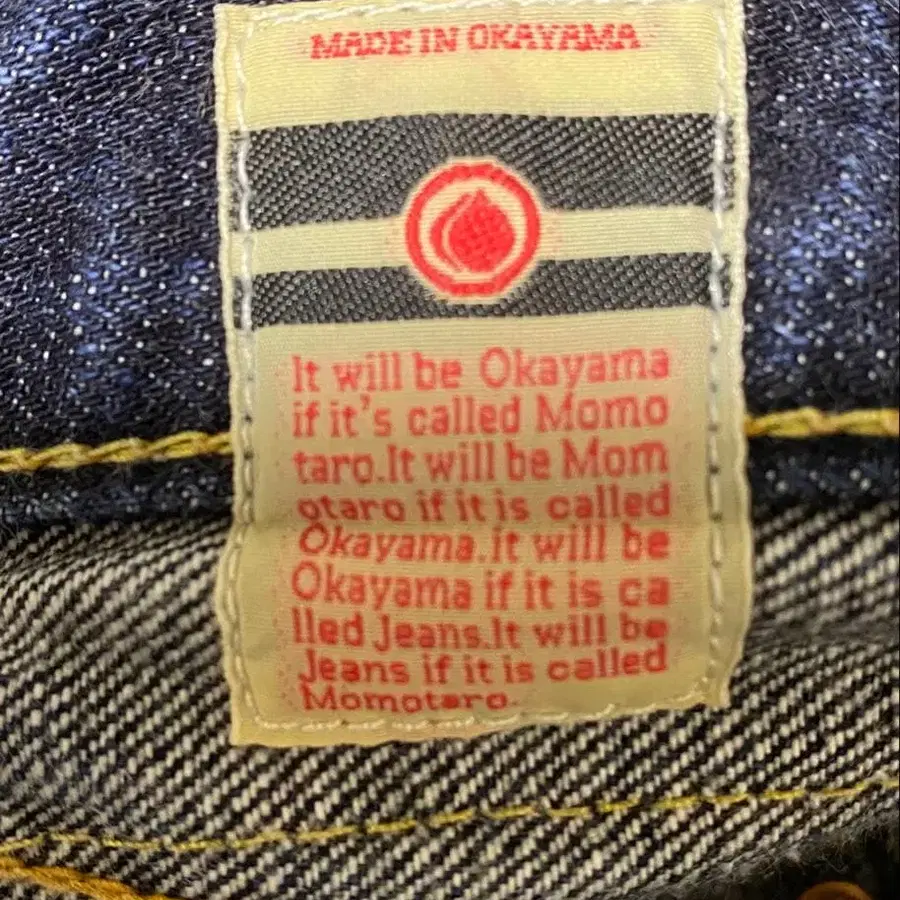 MADE IN OKAYAMA
It will be Okayama
if it's called Momo
taro.It will be Mom
otaro if it is called
Okayama.it will be
Okayama if it is ca
lled Jeans.It will be
Jeans if it is called
Momotaro.